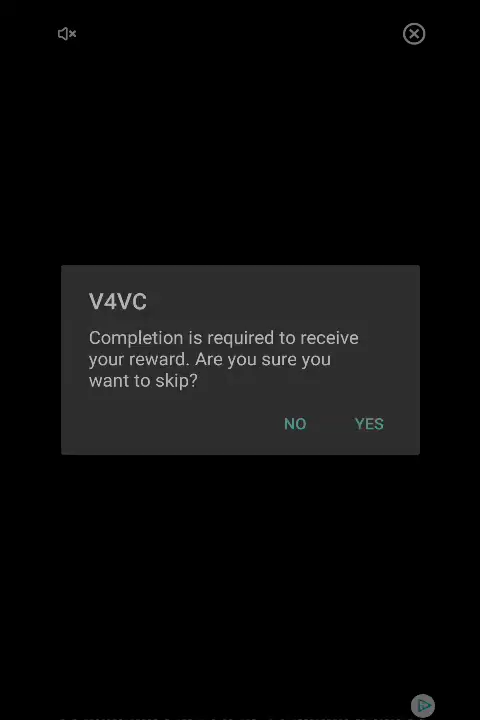 V4VC
Completion is required to receive
your reward. Are you sure you
want to skip?
NO YES